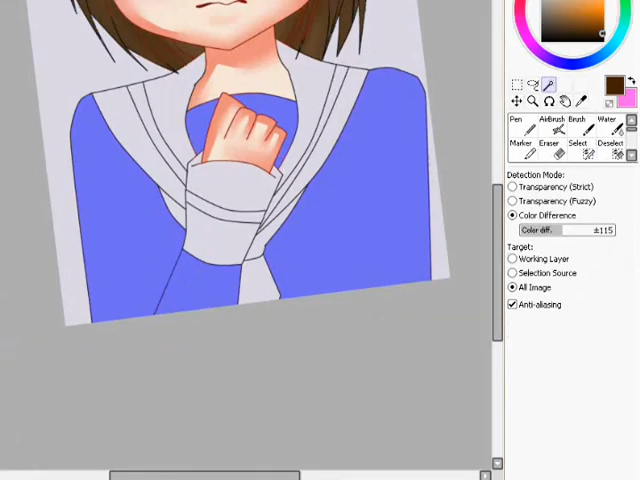 Pen AirBrush Brush Water
Marker Eraser Select Deselect
Detection Mode:
Transparency (Strict)
Transparency (Fuzzy)
Color Difference
Color diff. ±115
Target:
Working Layer
Selection Source
All Image
Anti-aliasing